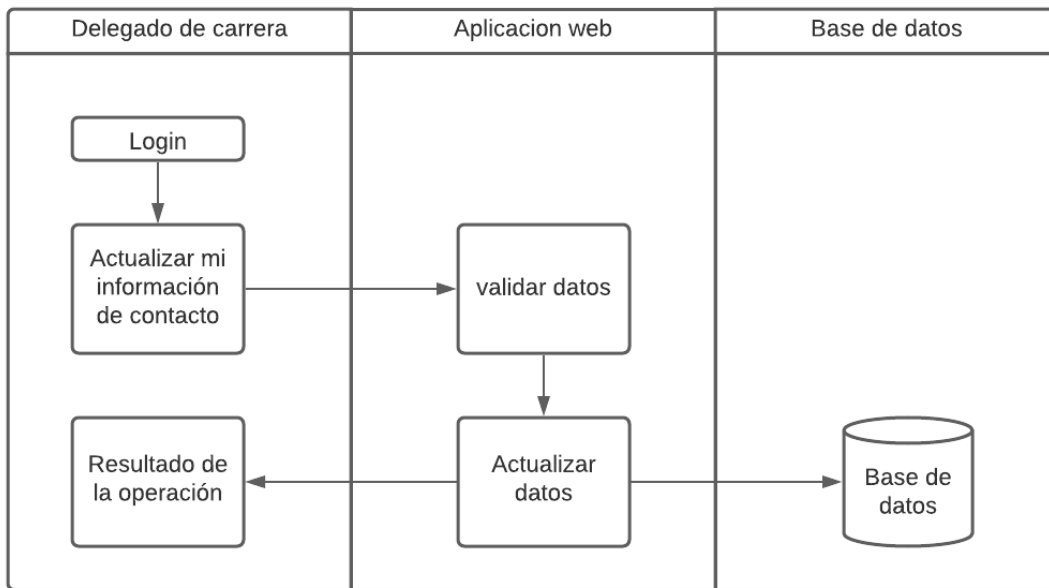 Delegado de carrera
Aplicacion web
Base de datos
Login
Actualizar mi
información
de contacto
validar datos
Resultado de
la operación
Actualizar
datos
Base de
datos